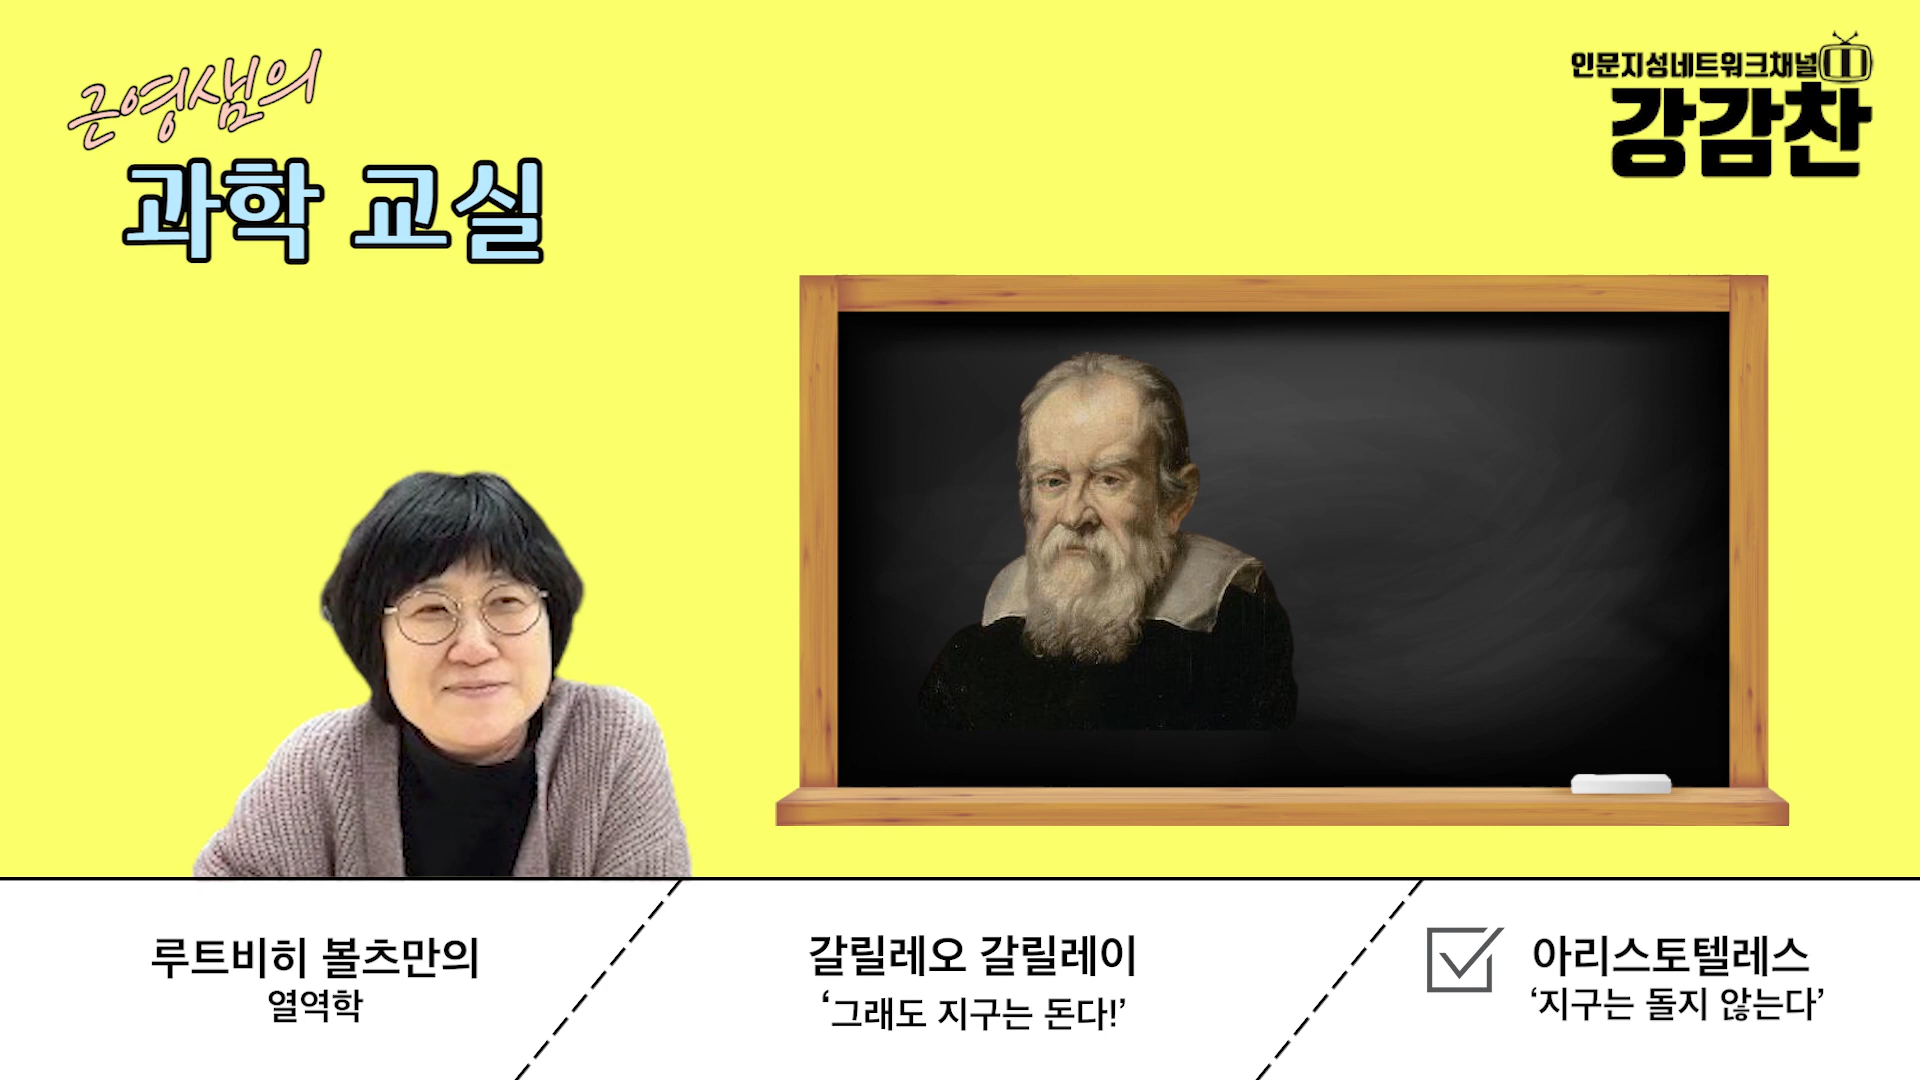 근영샘의
과학 교실
인문지성네트워크채널
강감찬
루트비히 볼츠만의
열역학
갈릴레오 갈릴레이
‘그래도 지구는 돈다!’
아리스토텔레스
‘지구는 돌지 않는다’